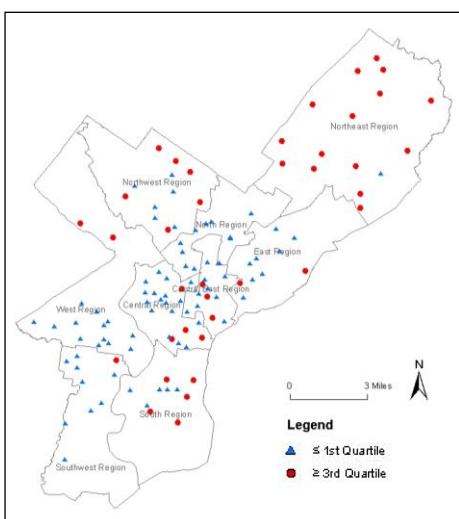 Northeast Region
Northwest Region
North Region
East Region
Central East Region
West Region
Central Region
South Region
Southwest Region
N
0 3 Miles
Legend
≤ 1st Quartile
≥ 3rd Quartile